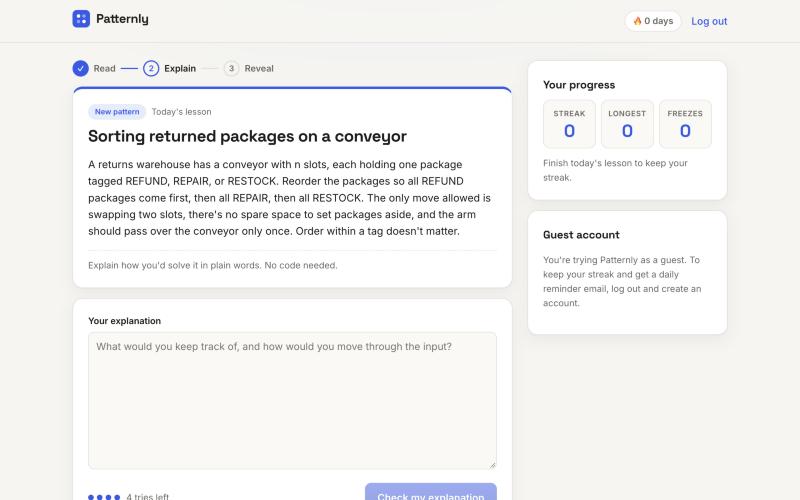 Patternly
🔥 0 days
Log out
Read
2
Explain
3
Reveal
New pattern
Today's lesson
Sorting returned packages on a conveyor
A returns warehouse has a conveyor with n slots, each holding one package
tagged REFUND, REPAIR, or RESTOCK. Reorder the packages so all REFUND
packages come first, then all REPAIR, then all RESTOCK. The only move allowed is
swapping two slots, there's no spare space to set packages aside, and the arm
should pass over the conveyor only once. Order within a tag doesn't matter.
Explain how you'd solve it in plain words. No code needed.
Your explanation
What would you keep track of, and how would you move through the input?
4 tries left
Check my explanation
Your progress
STREAK
0
LONGEST
0
FREEZES
0
Finish today's lesson to keep your
streak.
Guest account
You're trying Patternly as a guest. To
keep your streak and get a daily
reminder email, log out and create an
account.